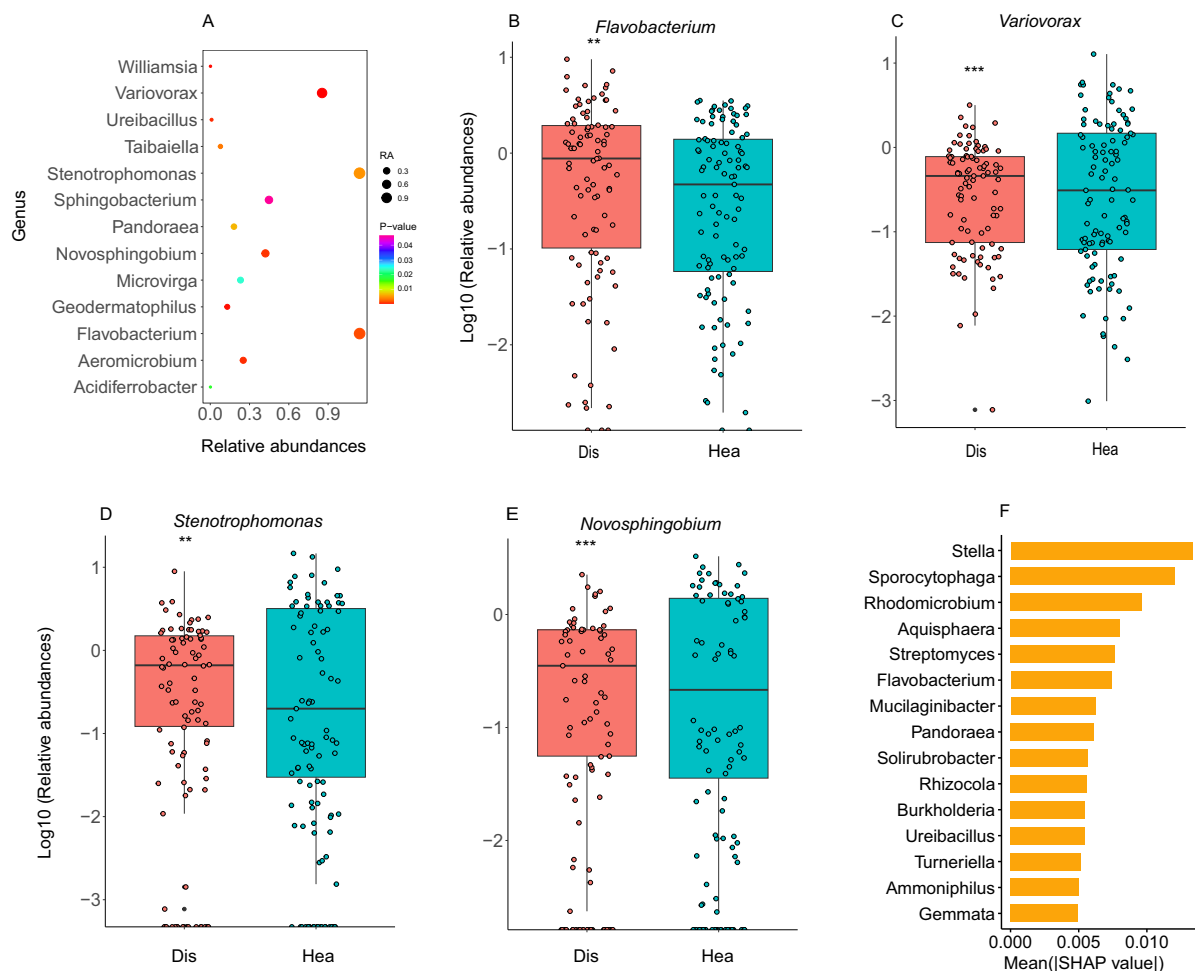 A
Genus
Williamsia
Variovorax
Ureibacillus
Taibaiella
Stenotrophomonas
Sphingobacterium
Pandoraea
Novosphingobium
Microvirga
Geodermatophilus
Flavobacterium
Aeromicrobium
Acidiferrobacter
0.0 0.3 0.6 0.9
Relative abundances
RA
0.3
0.6
0.9
P-value
0.04
0.03
0.02
0.01
B
Flavobacterium
**
Log10 (Relative abundances)
1
0
−1
−2
Dis Hea
C
Variovorax
***
1
0
−1
−2
−3
Dis Hea
D
Stenotrophomonas
**
Log10 (Relative abundances)
1
0
−1
−2
−3
Dis Hea
E
Novosphingobium
***
0
−1
−2
Dis Hea
F
Stella
Sporocytophaga
Rhodomicrobium
Aquisphaera
Streptomyces
Flavobacterium
Mucilaginibacter
Pandoraea
Solirubrobacter
Rhizocola
Burkholderia
Ureibacillus
Turneriella
Ammoniphilus
Gemmata
0.000 0.005 0.010
Mean(|SHAP value|)